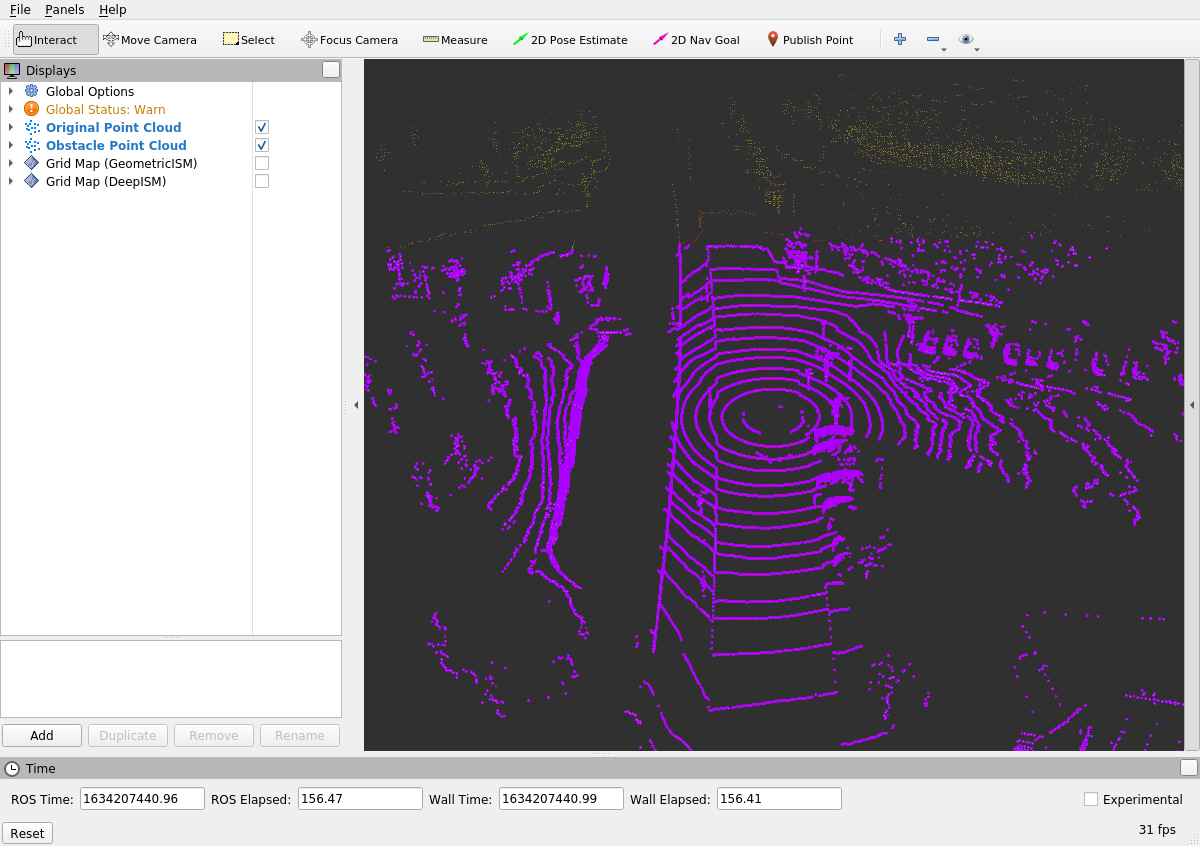 File Panels Help
Interact Move Camera Select Focus Camera Measure 2D Pose Estimate 2D Nav Goal Publish Point
Displays
Global Options
Global Status: Warn
Original Point Cloud
Obstacle Point Cloud
Grid Map (GeometricISM)
Grid Map (DeepISM)
Add Duplicate Remove Rename
Time
ROS Time: 1634207440.96 ROS Elapsed: 156.47 Wall Time: 1634207440.99 Wall Elapsed: 156.41 Experimental
Reset 31 fps